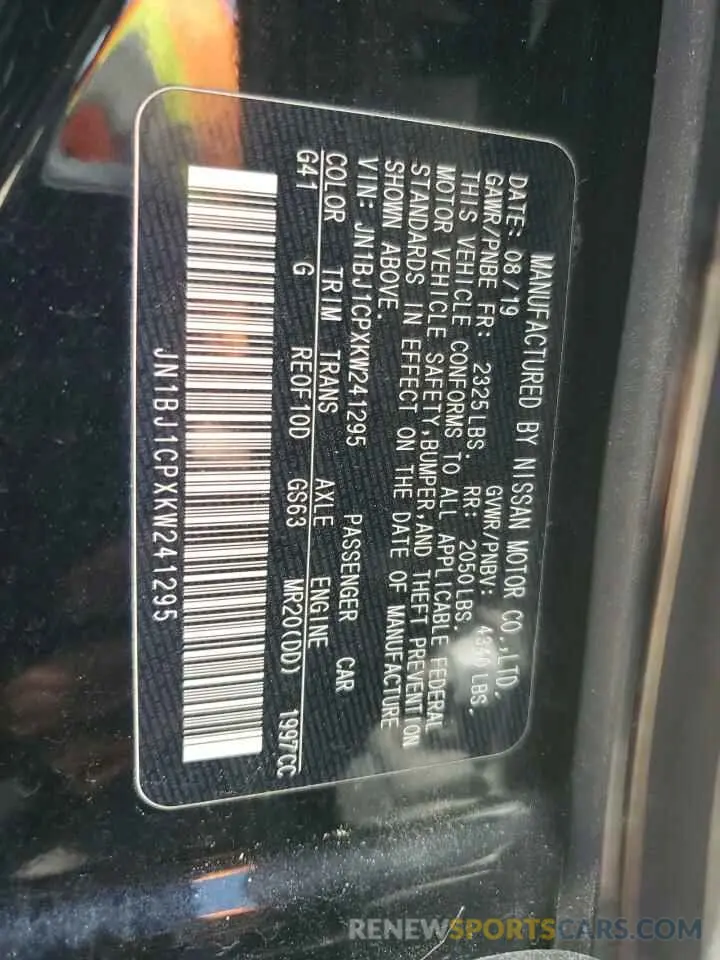 MANUFACTURED BY NISSAN MOTOR CO.,LTD.
DATE: 08/19 GVWR/PNBV: LBS.
GAWR/PNBE FR: 2325LBS. RR: 2050LBS.
THIS VEHICLE CONFORMS TO ALL APPLICABLE FEDERAL
MOTOR VEHICLE SAFETY,BUMPER,AND THEFT PREVENTION
STANDARDS IN EFFECT ON THE DATE OF MANUFACTURE
SHOWN ABOVE.
VIN: JN1BJ1CPXKW241295 PASSENGER CAR
COLOR TRIM TRANS AXLE ENGINE
G41 G RE0F10D GS63 MR20(DD) 1997CC
JN1BJ1CPXKW241295
RENEWSPORTSCARS.COM